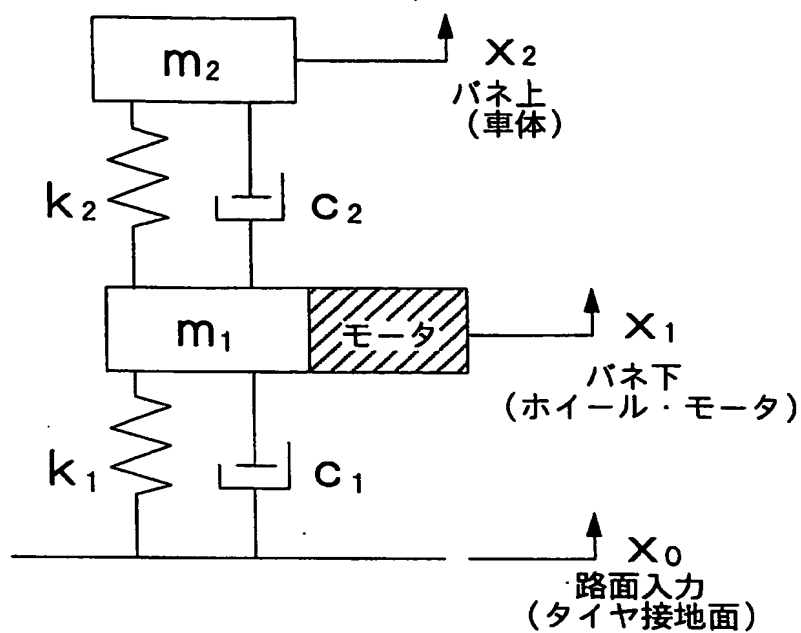 m₂
x₂
バネ上
(車体)
k₂
c₂
m₁
モータ
x₁
バネ下
(ホイール・モータ)
k₁
c₁
x₀
路面入力
(タイヤ接地面)